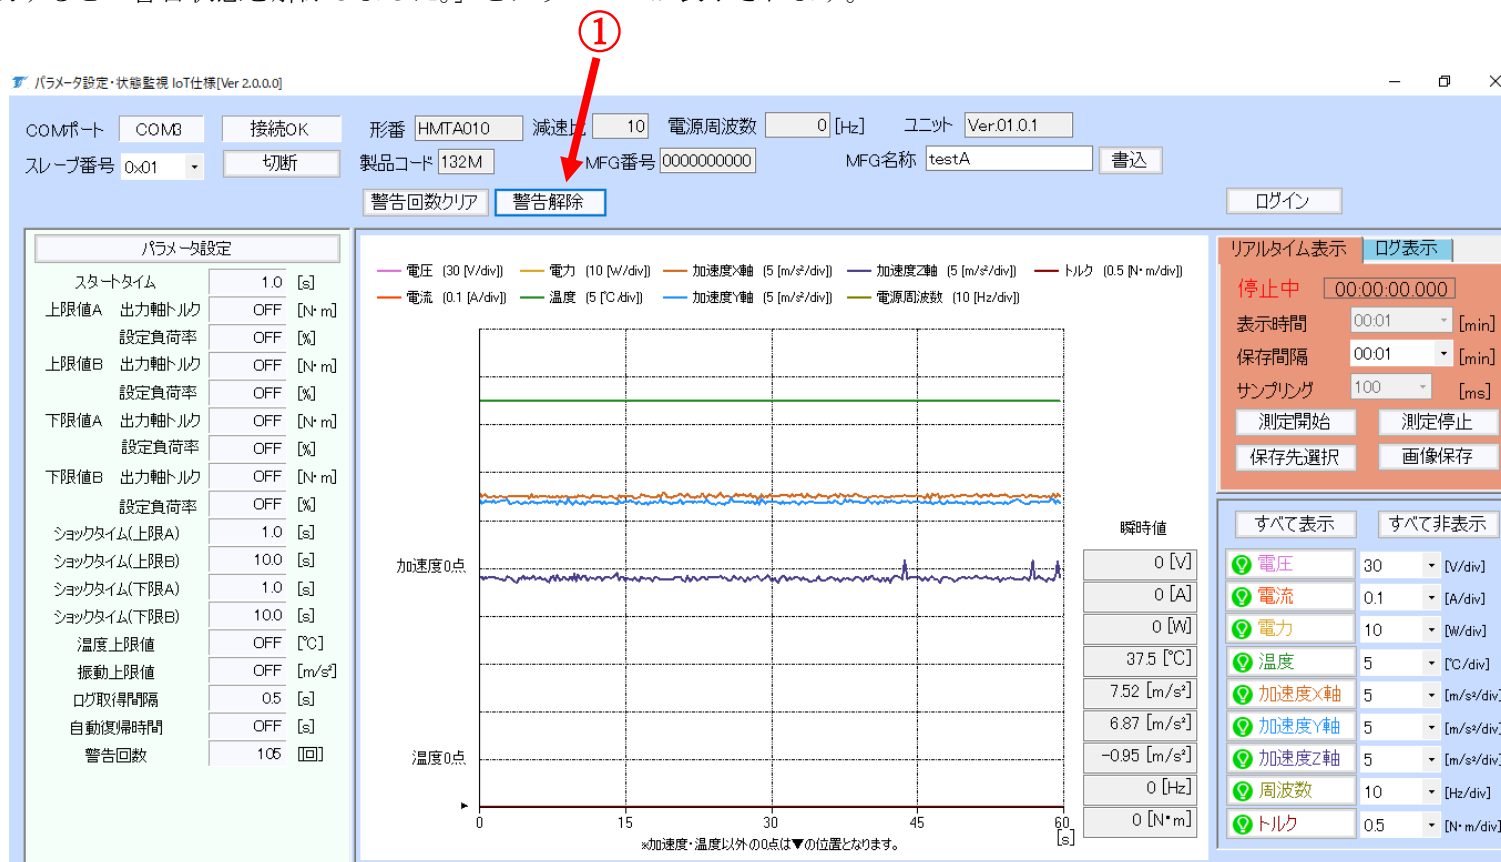 ①
パラメータ設定・状態監視 IoT仕様[Ver 2.0.0.0]
COMポート COM3 接続OK 形番 HMTA010 減速比 10 電源周波数 0 [Hz] ユニット Ver.01.0.1
スレーブ番号 0x01 切断 製品コード 132M MFG番号 0000000000 MFG名称 testA 書込
警告回数クリア 警告解除 ログイン
パラメータ設定
スタートタイム 1.0 [s]
上限値A 出力軸トルク OFF [N・m]
設定負荷率 OFF [%]
上限値B 出力軸トルク OFF [N・m]
設定負荷率 OFF [%]
下限値A 出力軸トルク OFF [N・m]
設定負荷率 OFF [%]
下限値B 出力軸トルク OFF [N・m]
設定負荷率 OFF [%]
ショックタイム(上限A) 1.0 [s]
ショックタイム(上限B) 10.0 [s]
ショックタイム(下限A) 1.0 [s]
ショックタイム(下限B) 10.0 [s]
温度上限値 OFF [℃]
振動上限値 OFF [m/s²]
ログ取得間隔 0.5 [s]
自動復帰時間 OFF [s]
警告回数 105 [回]
電圧 (30 [V/div]) 電力 (10 [W/div]) 加速度X軸 (5 [m/s²/div]) 加速度Z軸 (5 [m/s²/div]) トルク (0.5 [N・m/div])
電流 (0.1 [A/div]) 温度 (5 [℃/div]) 加速度Y軸 (5 [m/s²/div]) 電源周波数 (10 [Hz/div])
加速度0点
温度0点
0 15 30 45 60
[s]
※加速度・温度以外の0点は▼の位置となります。
瞬時値
0 [V]
0 [A]
0 [W]
37.5 [℃]
7.52 [m/s²]
6.87 [m/s²]
-0.95 [m/s²]
0 [Hz]
0 [N・m]
リアルタイム表示 ログ表示
停止中 00:00:00.000
表示時間 00:01 [min]
保存間隔 00:01 [min]
サンプリング 100 [ms]
測定開始 測定停止
保存先選択 画像保存
すべて表示 すべて非表示
電圧 30 [V/div]
電流 0.1 [A/div]
電力 10 [W/div]
温度 5 [℃/div]
加速度X軸 5 [m/s²/div]
加速度Y軸 5 [m/s²/div]
加速度Z軸 5 [m/s²/div]
周波数 10 [Hz/div]
トルク 0.5 [N・m/div]